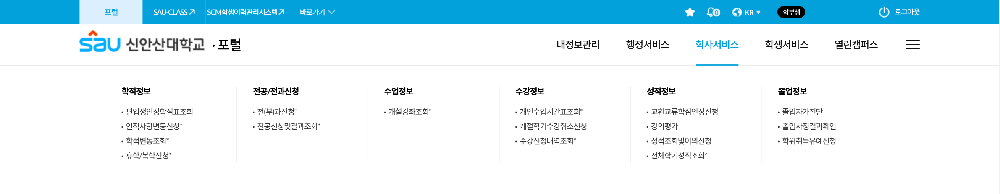 포털 SAU-CLASS SCM학생이력관리시스템 바로가기 0 KR 학부생 로그아웃
sau 신안산대학교 · 포털 내정보관리 행정서비스 학사서비스 학생서비스 열린캠퍼스
학적정보
· 편입생인정학점표조회
· 인적사항변동신청*
· 학적변동조회*
· 휴학/복학신청*
전공/전과신청
· 전(부)과신청*
· 전공신청및결과조회*
수업정보
· 개설강좌조회*
수강정보
· 개인수업시간표조회*
· 계절학기수강취소신청
· 수강신청내역조회*
성적정보
· 교환교류학점인정신청
· 강의평가
· 성적조회및이의신청
· 전체학기성적조회*
졸업정보
· 졸업자가진단
· 졸업사정결과확인
· 학위취득유예신청